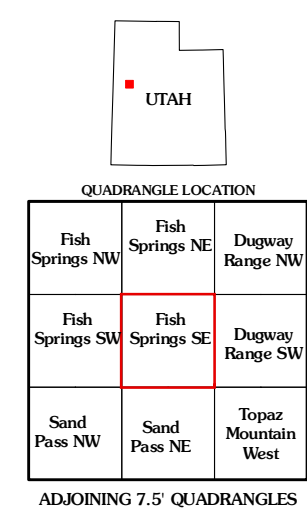 UTAH
QUADRANGLE LOCATION
Fish
Springs NW
Fish
Springs NE
Dugway
Range NW
Fish
Springs SW
Fish
Springs SE
Dugway
Range SW
Sand
Pass NW
Sand
Pass NE
Topaz
Mountain
West
ADJOINING 7.5' QUADRANGLES